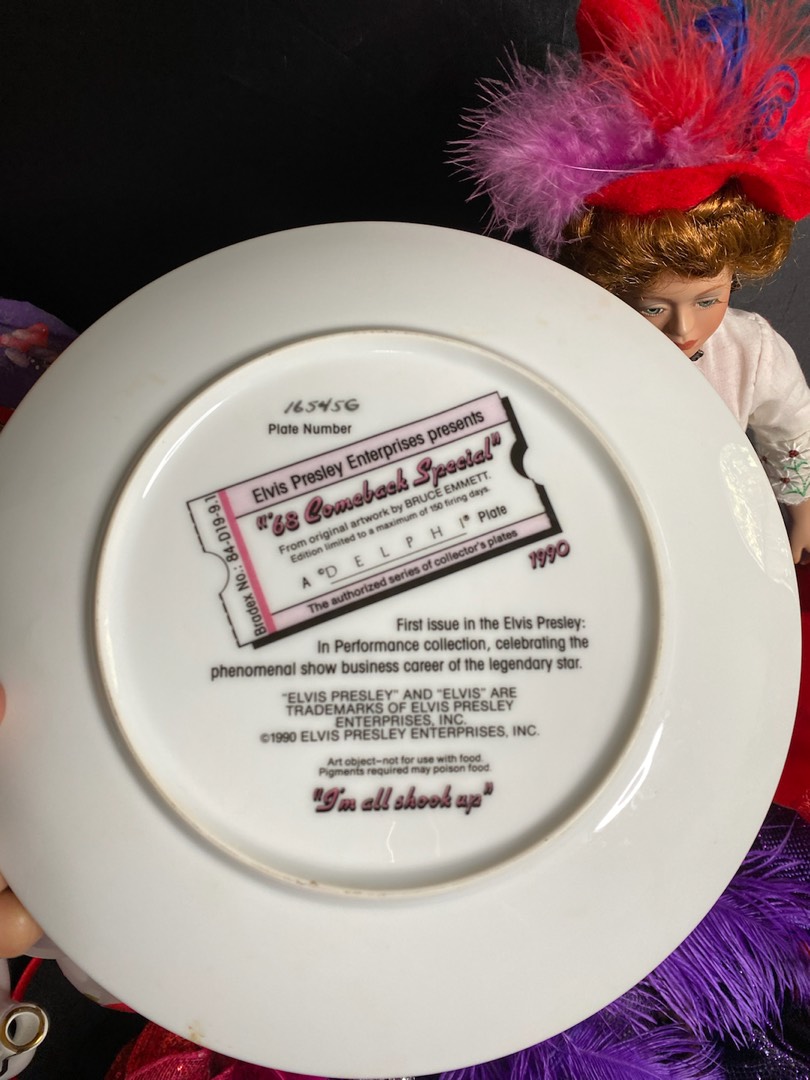 16545G
Plate Number
Elvis Presley Enterprises presents
"'68 Comeback Special"
From original artwork by BRUCE EMMETT.
Edition limited to a maximum of 150 firing days.
A ©DELPHI® Plate
The authorized series of collector's plates
Bradex No.: 84-D19-9.1
1990
First issue in the Elvis Presley:
In Performance collection, celebrating the
phenomenal show business career of the legendary star.
"ELVIS PRESLEY" AND "ELVIS" ARE
TRADEMARKS OF ELVIS PRESLEY
ENTERPRISES, INC.
©1990 ELVIS PRESLEY ENTERPRISES, INC.
Art object–not for use with food.
Pigments required may poison food.
"I'm all shook up"